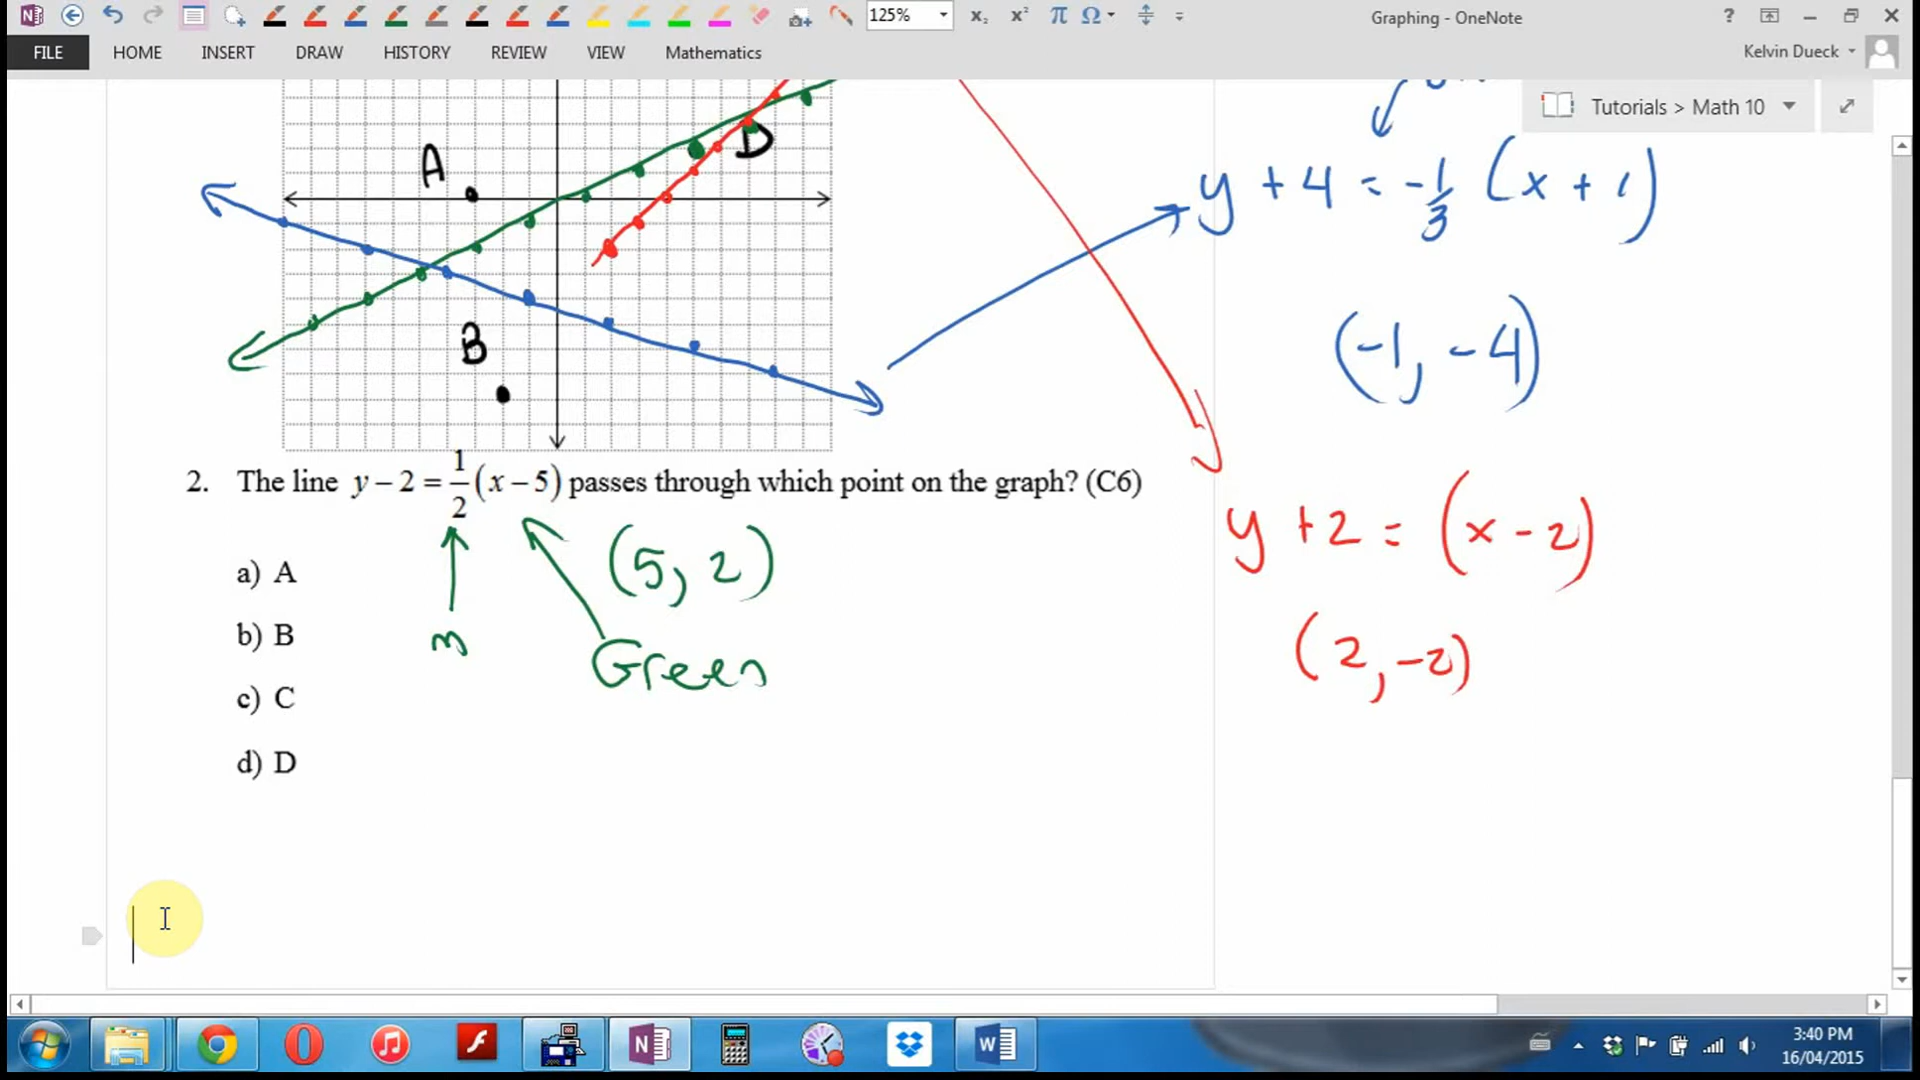 125%
x₂ x² π Ω
Graphing - OneNote
?
FILE HOME INSERT DRAW HISTORY REVIEW VIEW Mathematics
Kelvin Dueck
Tutorials > Math 10
A
D
B
y + 4 = -1/3 (x + 1)
(-1, -4)
2. The line y − 2 = 1/2 (x − 5) passes through which point on the graph? (C6)
a) A
b) B
c) C
d) D
m
(5, 2)
Green
y + 2 = (x - 2)
(2, -2)
3:40 PM
16/04/2015